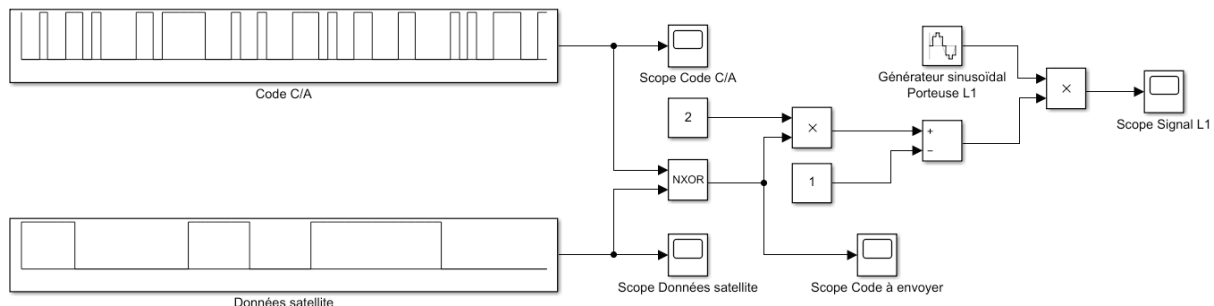 Code C/A
Scope Code C/A
Générateur sinusoïdal
Porteuse L1
×
Scope Signal L1
2
×
+
−
NXOR
1
Données satellite
Scope Données satellite
Scope Code à envoyer